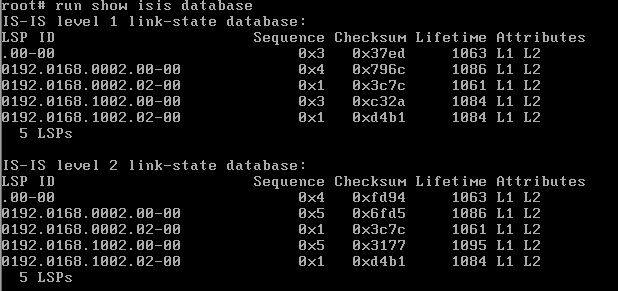 root# run show isis database
IS-IS level 1 link-state database:
LSP ID Sequence Checksum Lifetime Attributes
.00-00 0x3 0x37ed 1063 L1 L2
0192.0168.0002.00-00 0x4 0x796c 1086 L1 L2
0192.0168.0002.02-00 0x1 0x3c7c 1061 L1 L2
0192.0168.1002.00-00 0x3 0xc32a 1084 L1 L2
0192.0168.1002.02-00 0x1 0xd4b1 1084 L1 L2
5 LSPs
IS-IS level 2 link-state database:
LSP ID Sequence Checksum Lifetime Attributes
.00-00 0x4 0xfd94 1063 L1 L2
0192.0168.0002.00-00 0x5 0x6fd5 1086 L1 L2
0192.0168.0002.02-00 0x1 0x3c7c 1061 L1 L2
0192.0168.1002.00-00 0x5 0x3177 1095 L1 L2
0192.0168.1002.02-00 0x1 0xd4b1 1084 L1 L2
5 LSPs